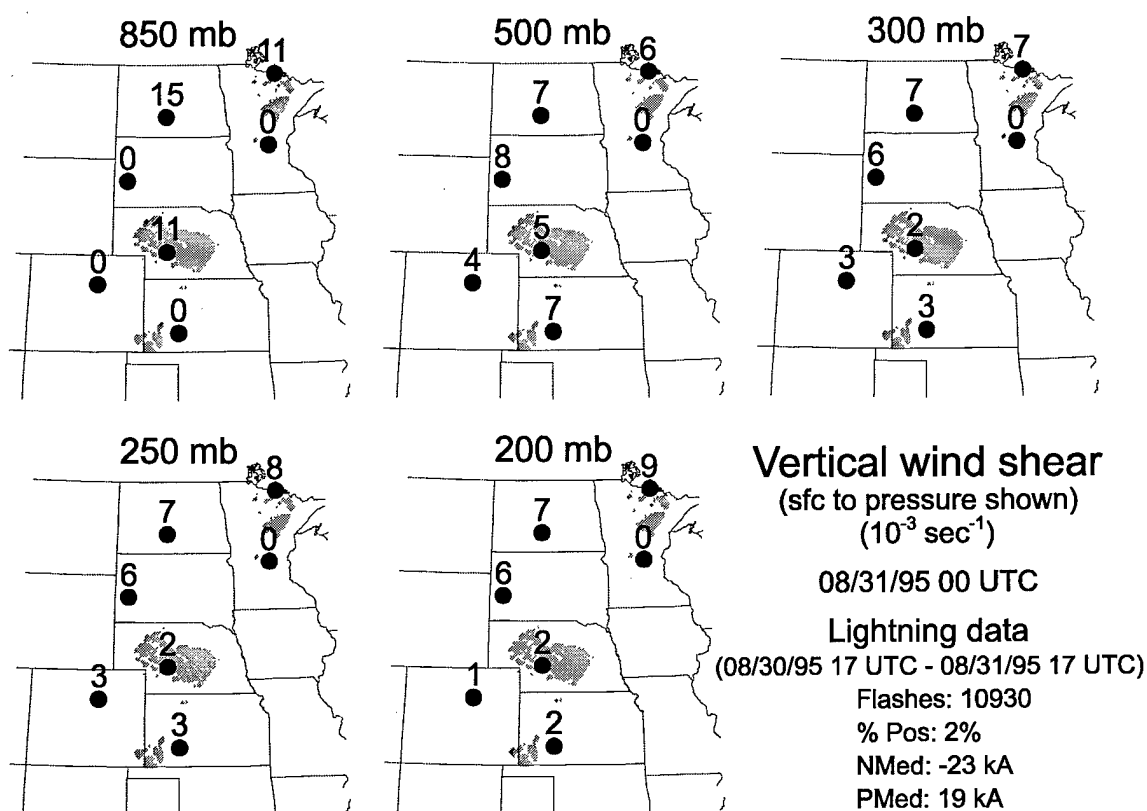 850 mb
11
15
0
0
11
0
0
500 mb
6
7
0
8
5
4
7
300 mb
7
7
0
6
2
3
3
250 mb
8
7
0
6
2
3
3
200 mb
9
7
0
6
2
1
2
Vertical wind shear
(sfc to pressure shown)
(10⁻³ sec⁻¹)
08/31/95 00 UTC
Lightning data
(08/30/95 17 UTC - 08/31/95 17 UTC)
Flashes: 10930
% Pos: 2%
NMed: -23 kA
PMed: 19 kA